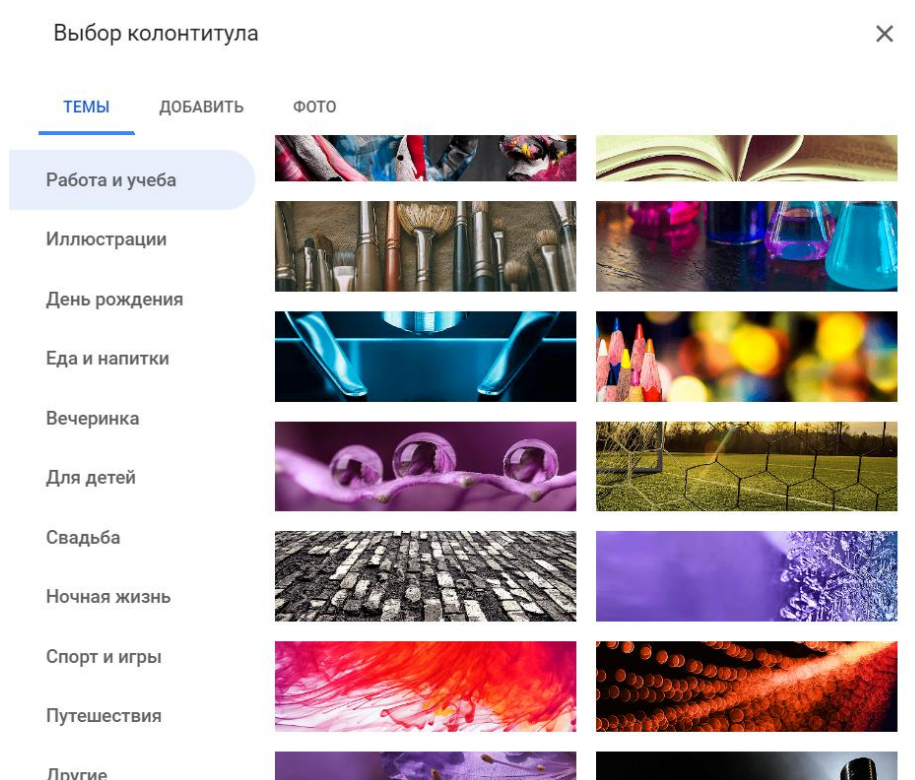 Выбор колонтитула
ТЕМЫ ДОБАВИТЬ ФОТО
Работа и учеба
Иллюстрации
День рождения
Еда и напитки
Вечеринка
Для детей
Свадьба
Ночная жизнь
Спорт и игры
Путешествия
Другие